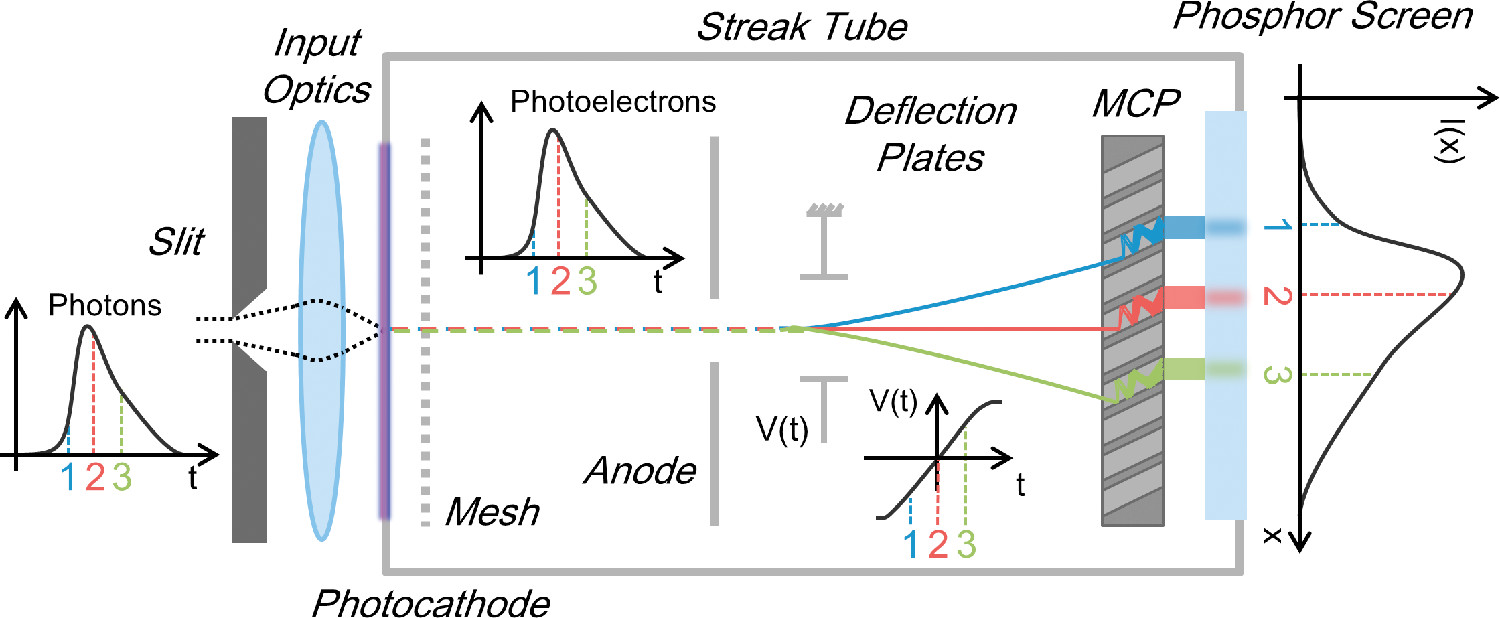 Streak Tube
Phosphor Screen
Input
Optics
Photoelectrons
Deflection
Plates
MCP
I(x)
Slit
1
2
3
t
Photons
1
2
3
t
1
2
3
x
V(t)
V(t)
t
1
2
3
Anode
Mesh
Photocathode